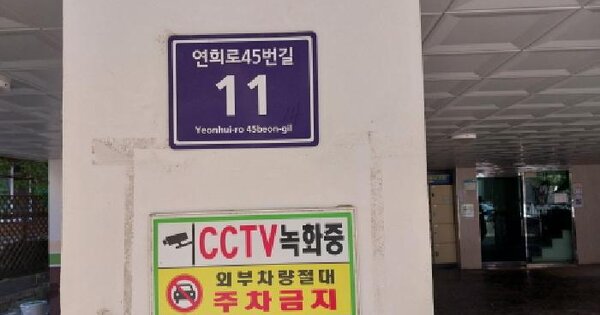 연희로45번길
11
Yeonhui-ro 45beon-gil
CCTV녹화중
외부차량절대
주차금지